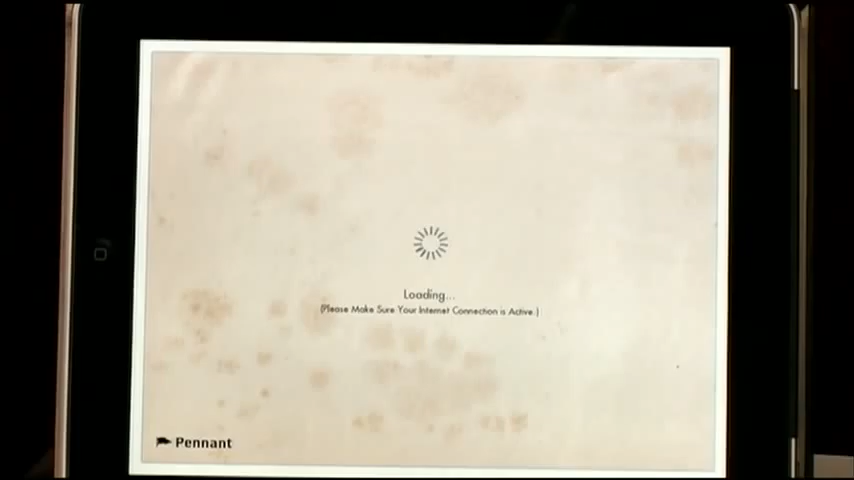 Loading...
(Please Make Sure Your Internet Connection is Active.)
Pennant